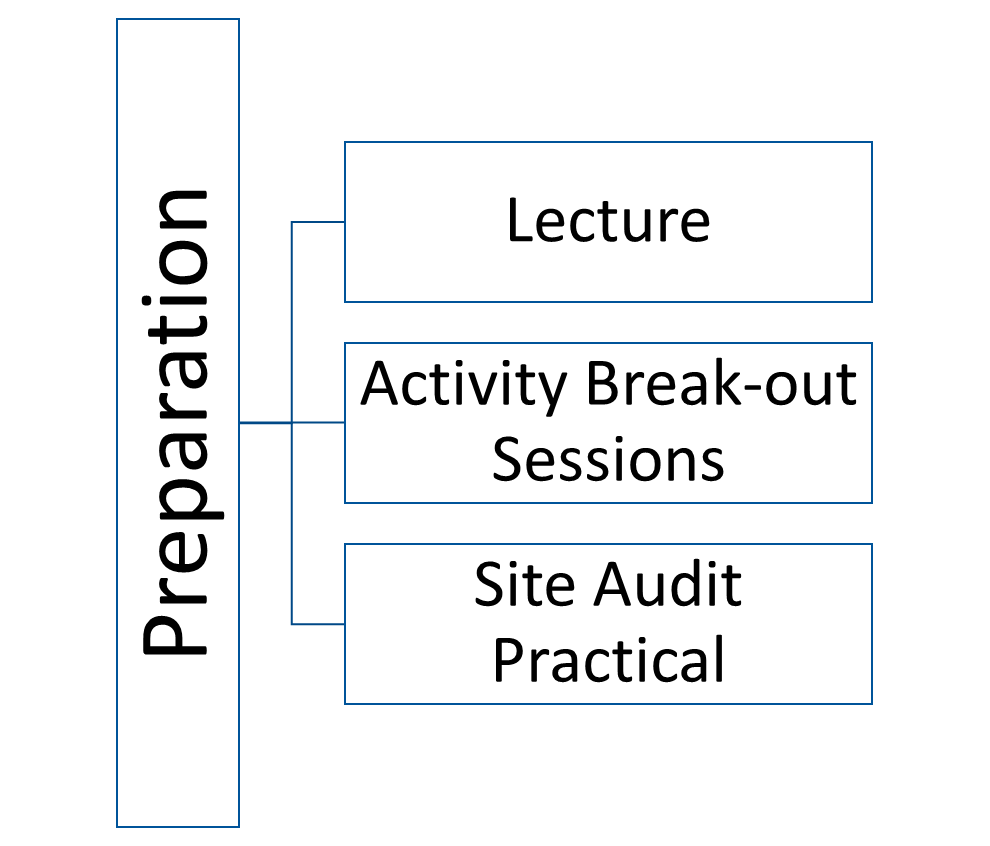 Preparation
Lecture
Activity Break-out
Sessions
Site Audit
Practical